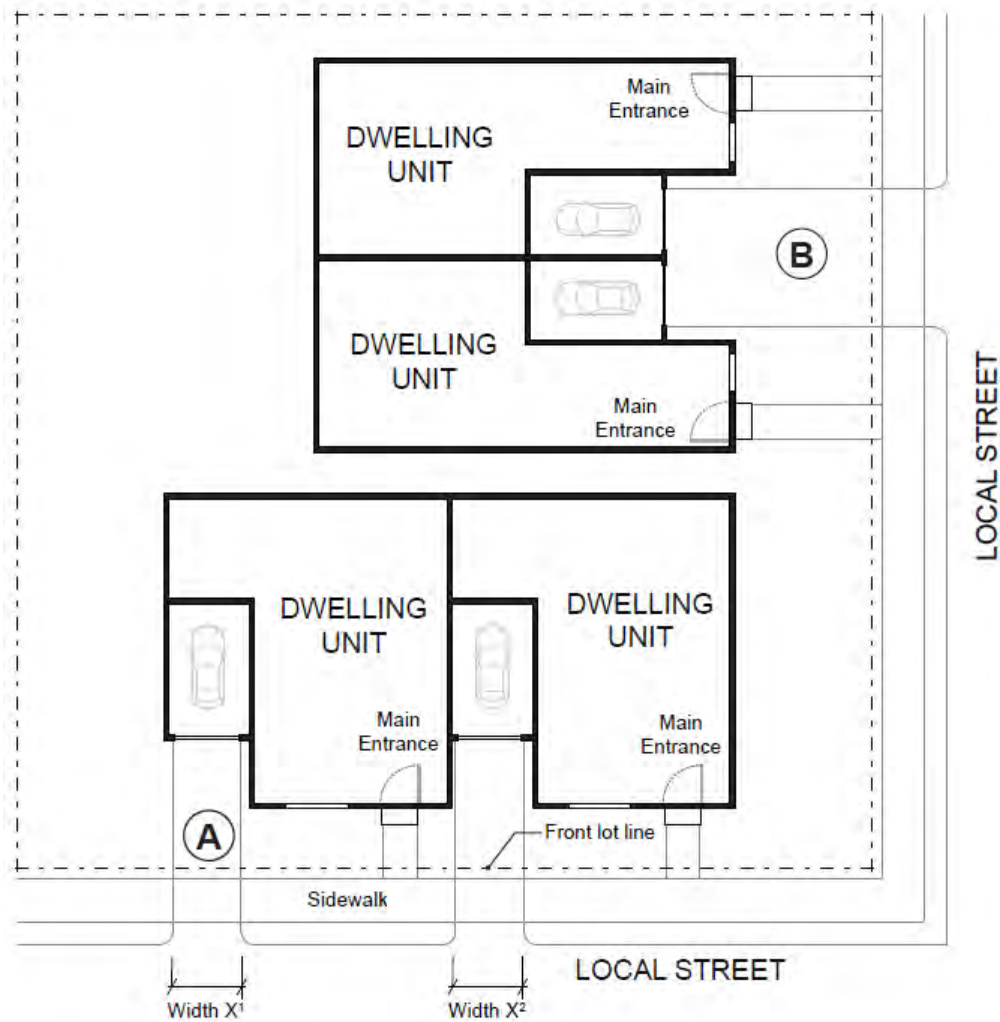 Main
Entrance
DWELLING
UNIT
B
DWELLING
UNIT
Main
Entrance
LOCAL STREET
DWELLING
UNIT
DWELLING
UNIT
Main
Entrance
Main
Entrance
A
Front lot line
Sidewalk
LOCAL STREET
Width X¹
Width X²